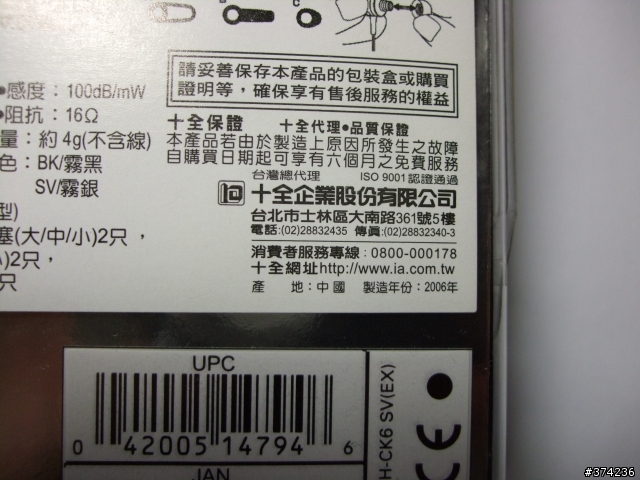 請妥善保存本產品的包裝盒或購買
證明等，確保享有售後服務的權益
感度：100dB/mW
阻抗：16Ω
量：約4g(不含線)
色：BK/霧黑
SV/霧銀
型)
塞(大/中/小)2只，
)2只，
只
十全保證 十全代理•品質保證
本產品若由於製造上原因所發生之故障
自購買日期起可享有六個月之免費服務
台灣總代理 ISO 9001認證通過
十全企業股份有限公司
台北市士林區大南路361號5樓
電話:(02)28832435 傳真:(02)28832340-3
消費者服務專線：0800-000178
十全網址http://www.ia.com.tw
產 地：中國 製造年份：2006年
UPC
0 42005 14794 6
JAN
H-CK6 SV(EX)
CE
#374236